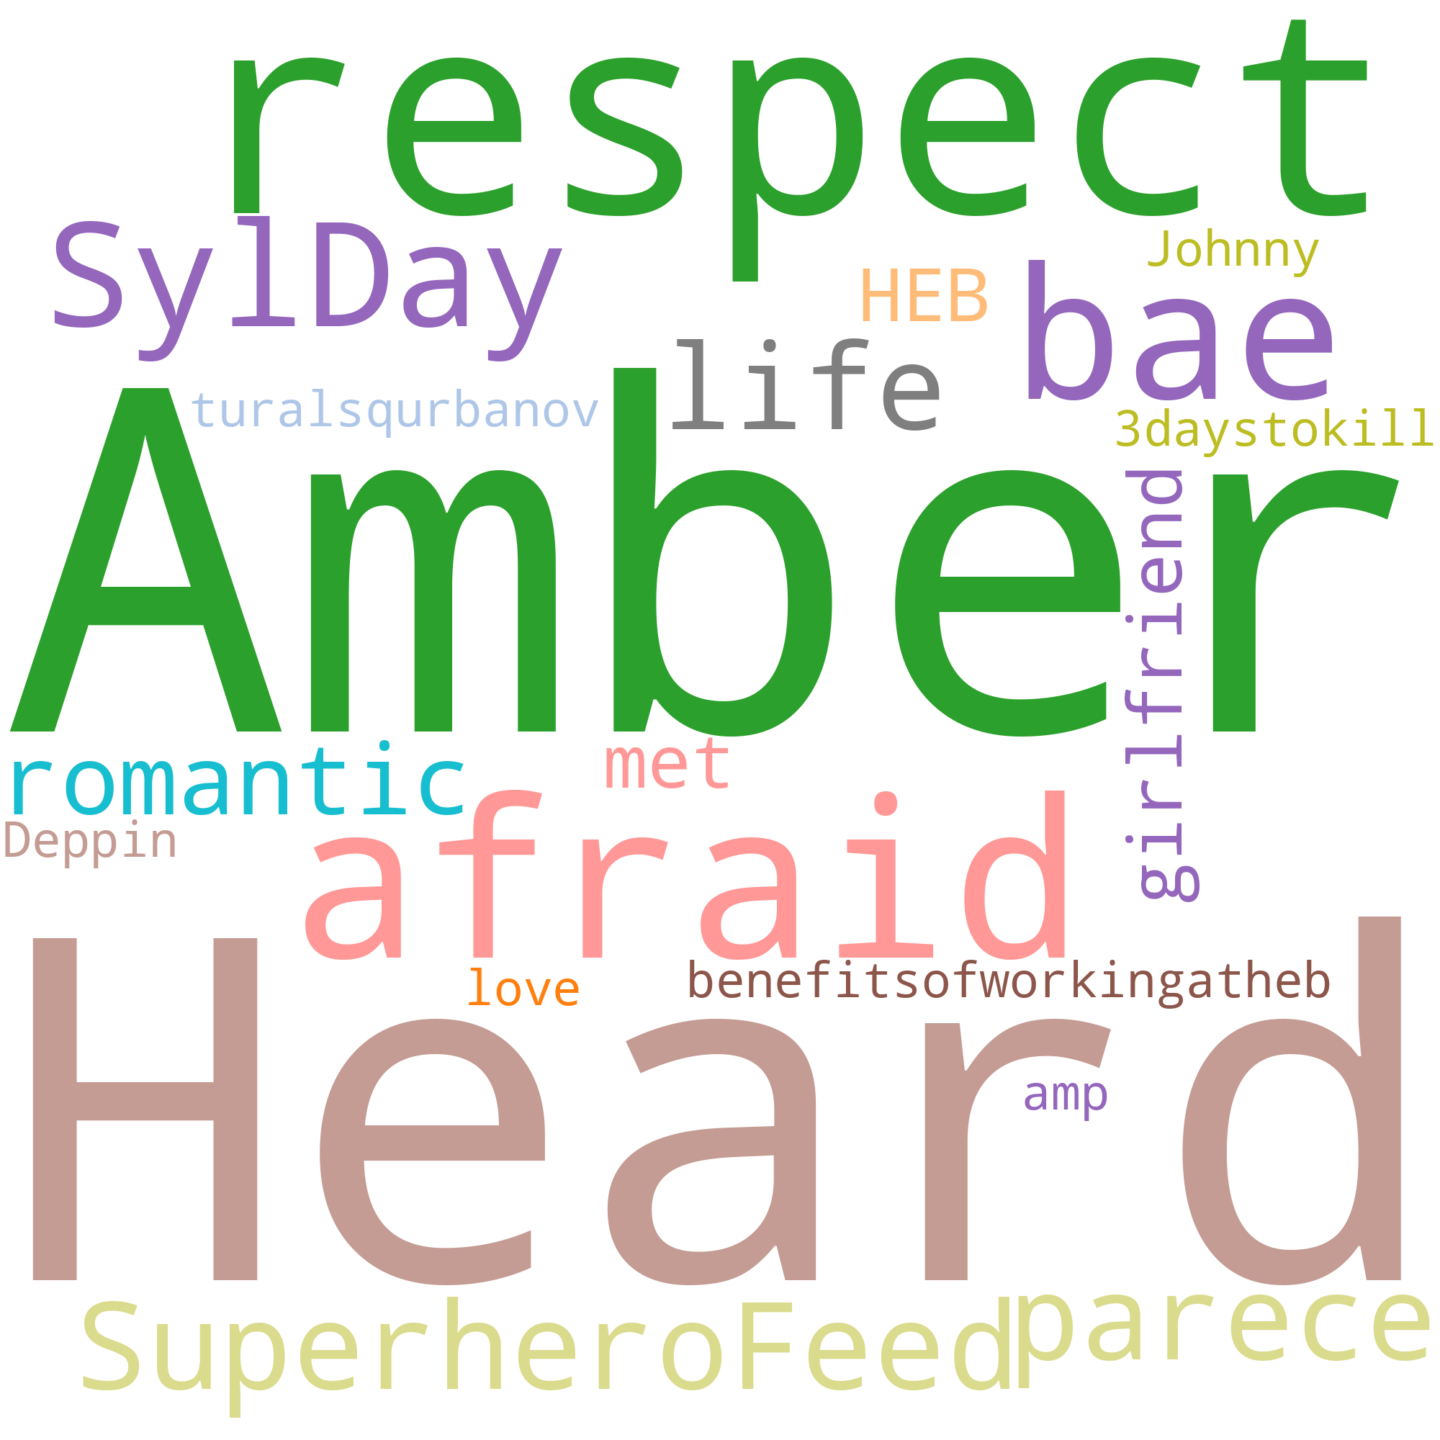 respect
SylDay
Johnny
HEB
bae
life
turalsqurbanov
3daystokill
Amber
girlfriend
romantic
met
Deppin
afraid
love
benefitsofworkingatheb
Heard
amp
SuperheroFeed
parece